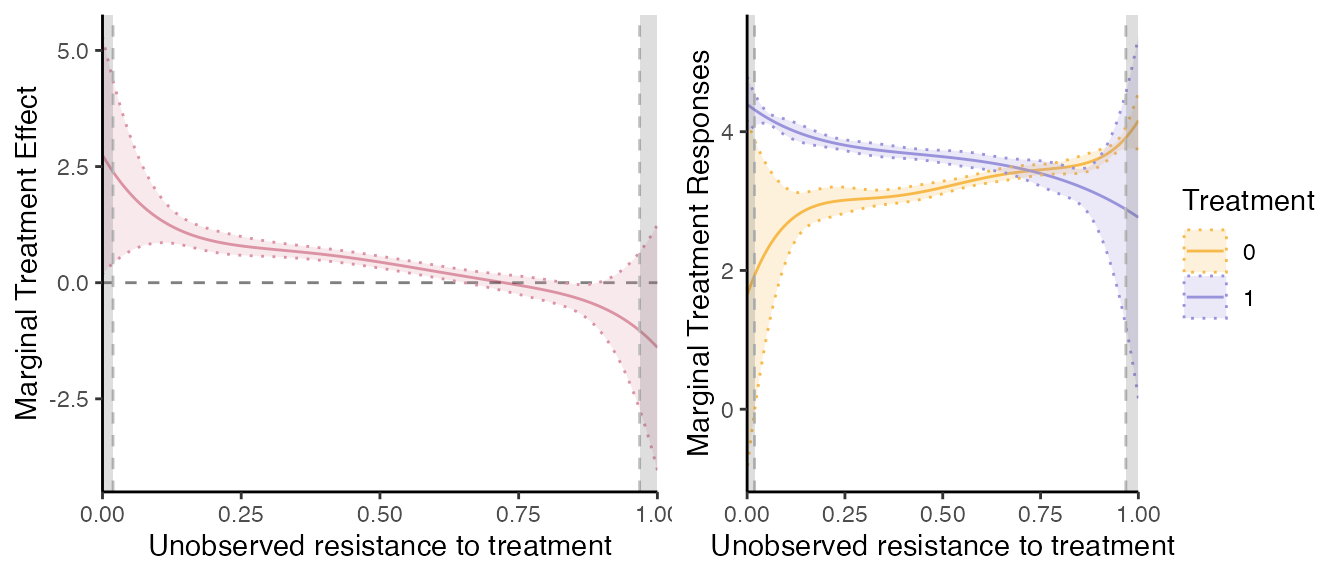 Marginal Treatment Effect
5.0
2.5
0.0
-2.5
0.00 0.25 0.50 0.75 1.00
Unobserved resistance to treatment
Marginal Treatment Responses
4
2
0
0.00 0.25 0.50 0.75 1.00
Unobserved resistance to treatment
Treatment
0
1